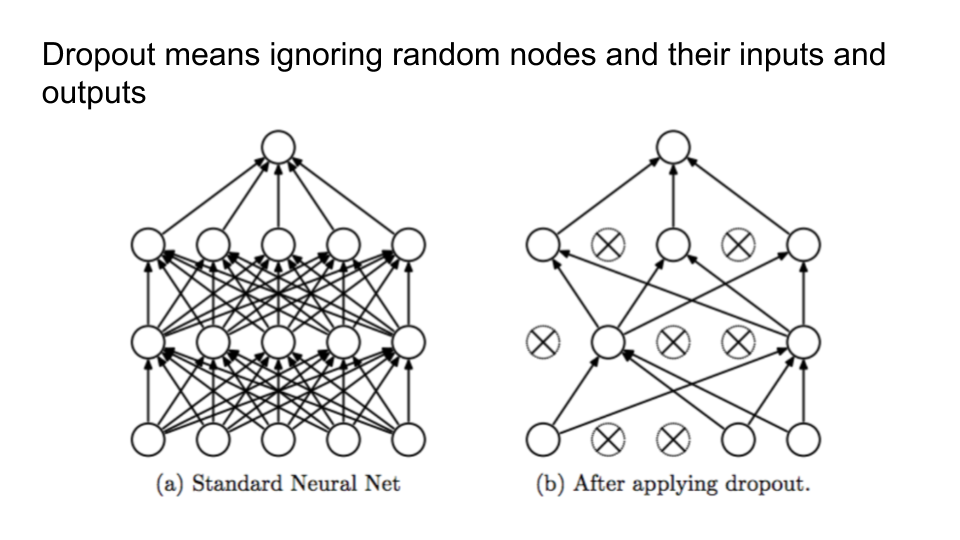 Dropout means ignoring random nodes and their inputs and
outputs
(a) Standard Neural Net
(b) After applying dropout.